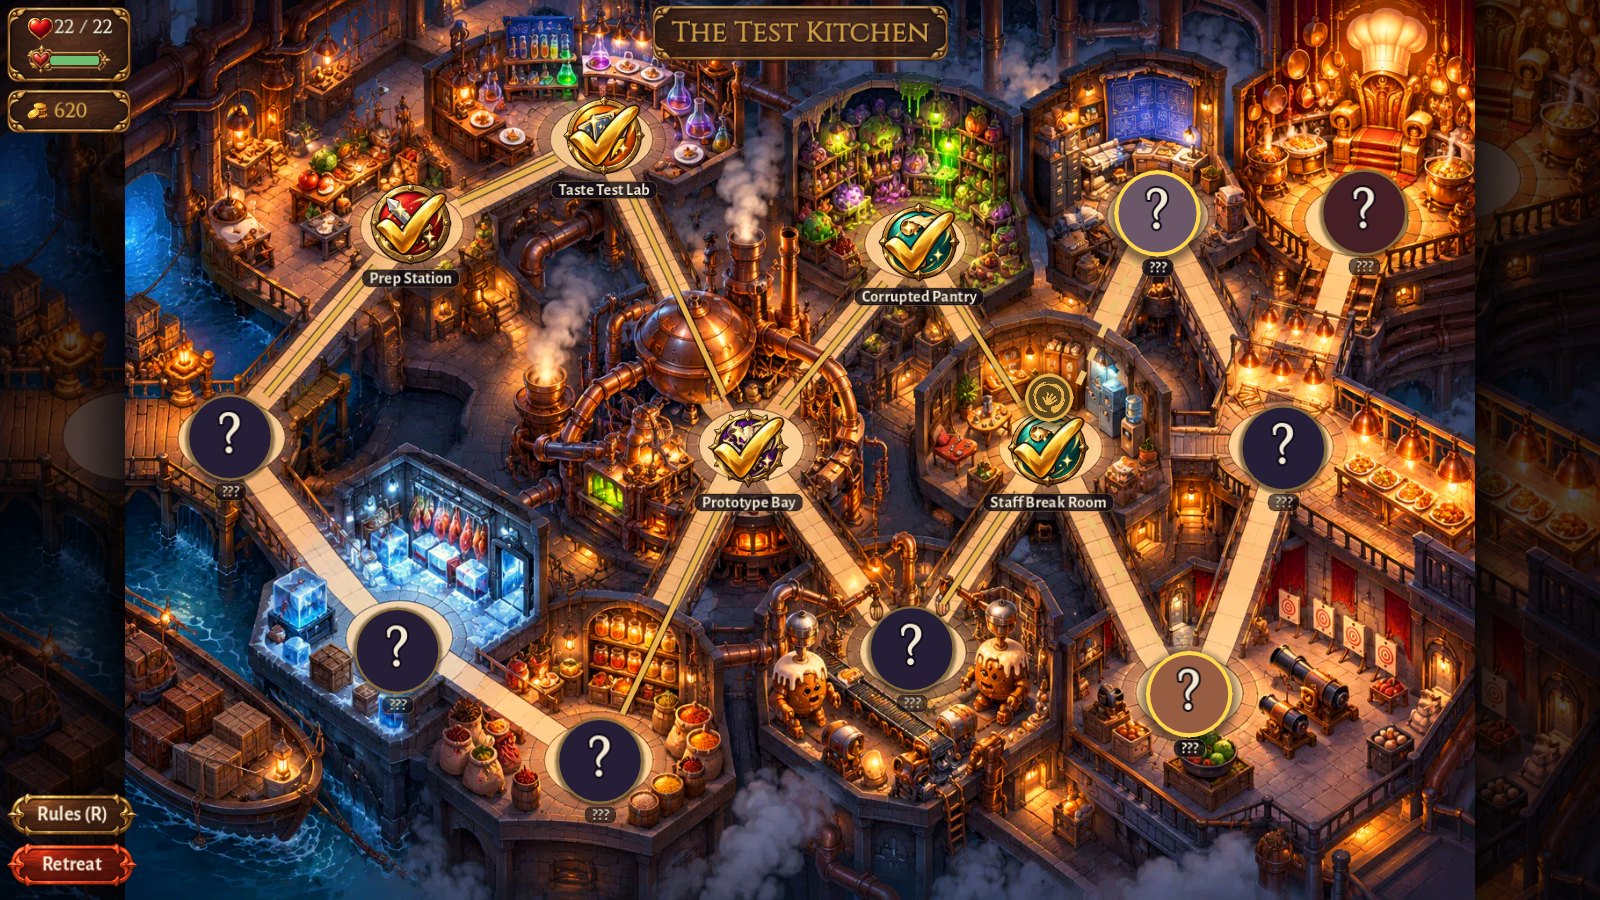 22 / 22
THE TEST KITCHEN
620
?
?
Taste Test Lab
???
???
Prep Station
Corrupted Pantry
?
?
???
Prototype Bay
Staff Break Room
???
?
?
?
???
???
???
?
???
Rules (R)
Retreat